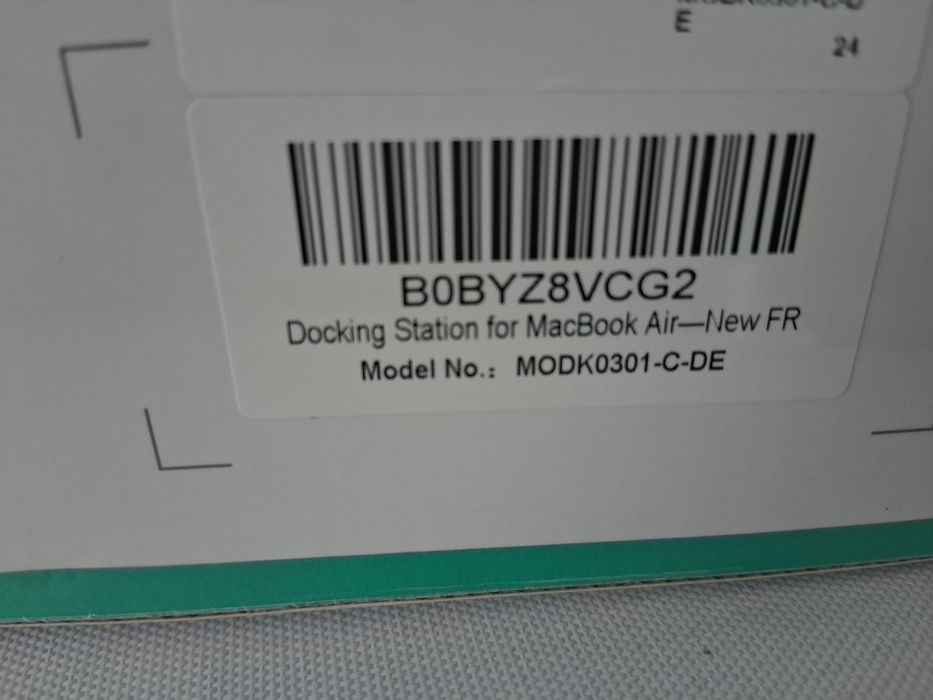 E
24
B0BYZ8VCG2
Docking Station for MacBook Air—New FR
Model No.: MODK0301-C-DE